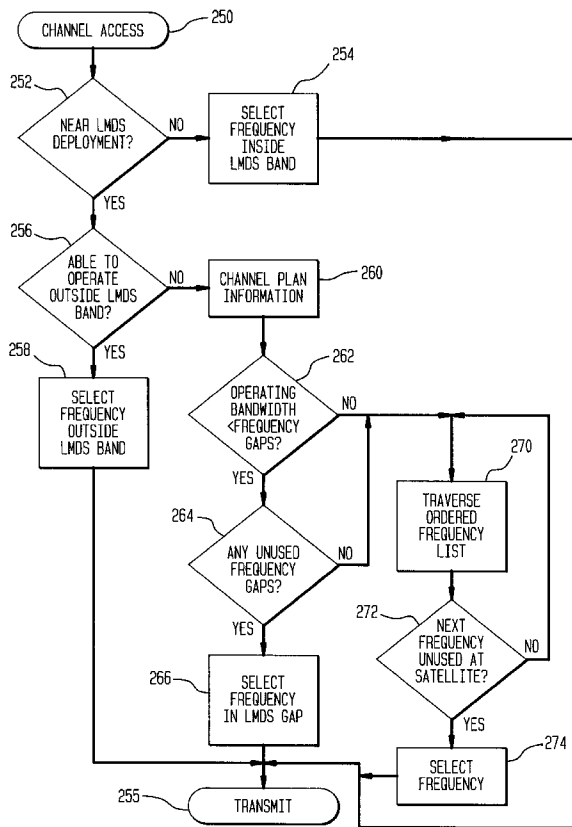 CHANNEL ACCESS
250
252
NEAR LMDS
DEPLOYMENT?
NO
YES
254
SELECT
FREQUENCY
INSIDE
LMDS BAND
256
ABLE TO
OPERATE
OUTSIDE LMDS
BAND?
NO
YES
260
CHANNEL PLAN
INFORMATION
258
SELECT
FREQUENCY
OUTSIDE
LMDS BAND
262
OPERATING
BANDWIDTH
<FREQUENCY
GAPS?
NO
YES
264
ANY UNUSED
FREQUENCY
GAPS?
NO
YES
270
TRAVERSE
ORDERED
FREQUENCY
LIST
272
NEXT
FREQUENCY
UNUSED AT
SATELLITE?
NO
YES
266
SELECT
FREQUENCY
IN LMDS GAP
274
SELECT
FREQUENCY
255
TRANSMIT